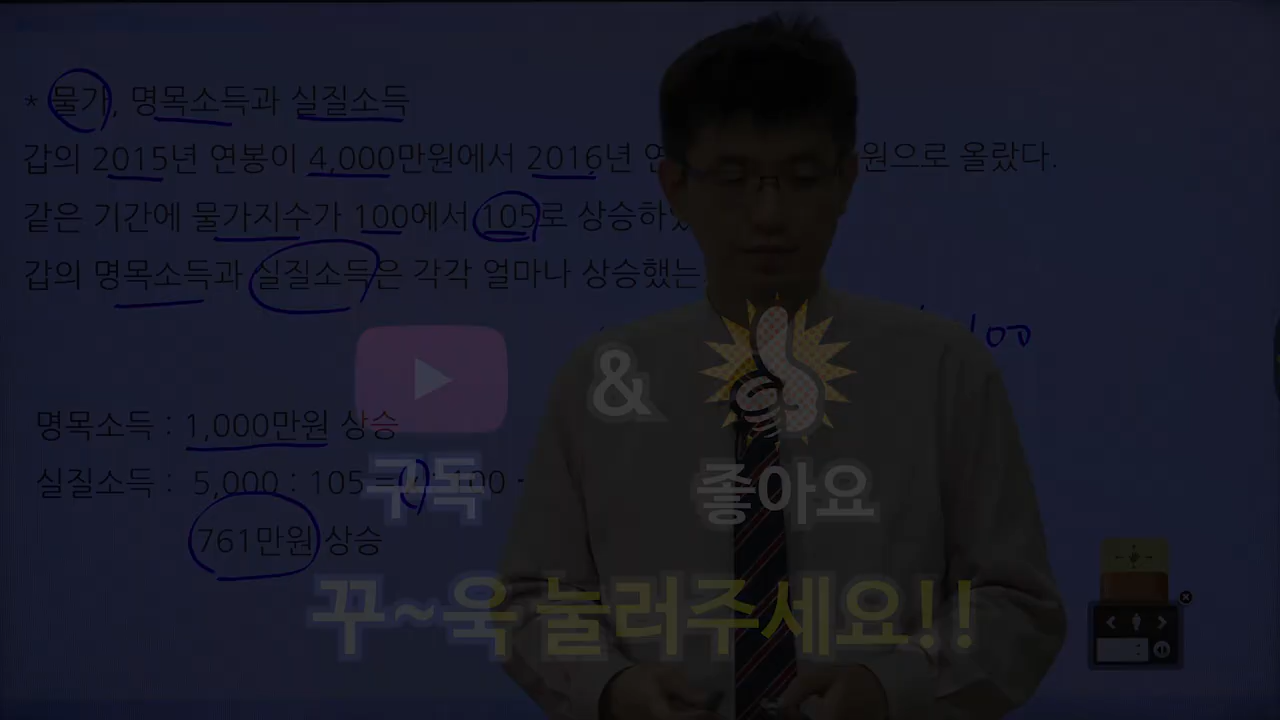 * 물가, 명목소득과 실질소득
갑의 2015년 연봉이 4,000만원에서 2016년 원으로 올랐다.
같은 기간에 물가지수가 100에서 105로
갑의 명목소득과 실질소득은 각각 얼마나 상승했는
100
&
명목소득 : 1,000만원 상승
실질소득 : 5,000 : 105 100
구독
좋아요
761만원 상승
꾸~욱 눌러주세요!!